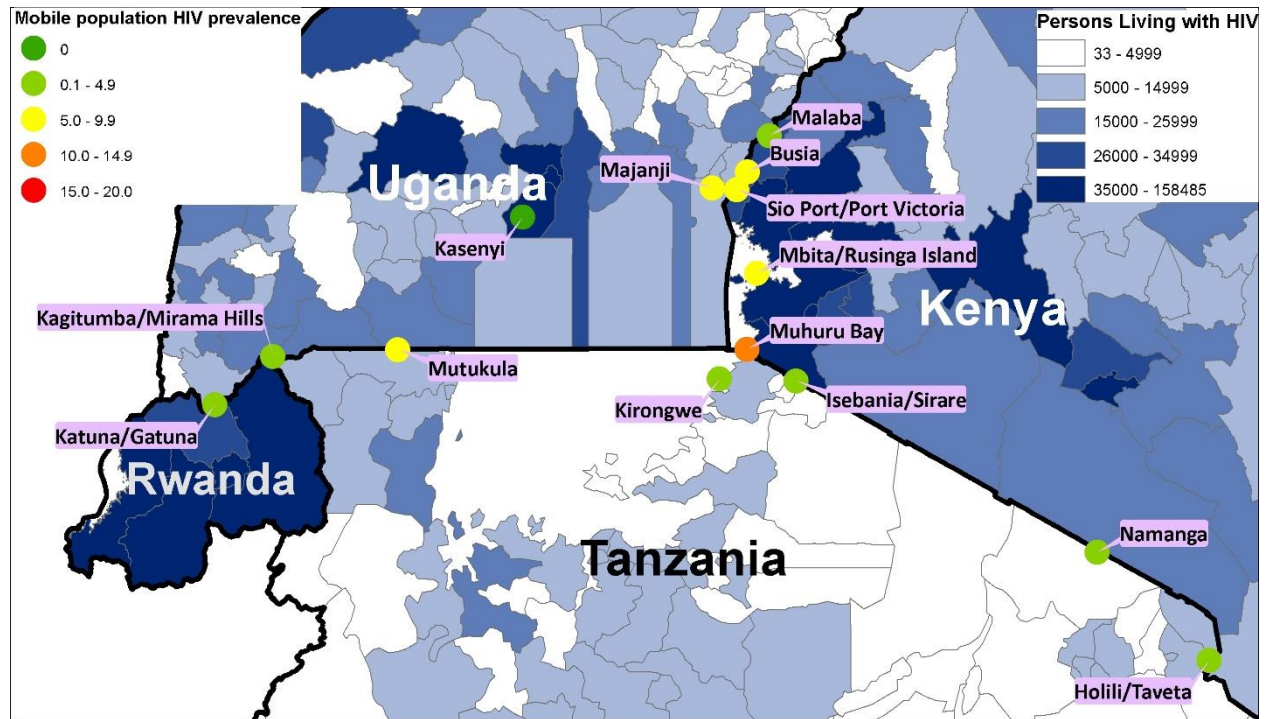 Mobile population HIV prevalence
0
0.1 - 4.9
5.0 - 9.9
10.0 - 14.9
15.0 - 20.0
Persons Living with HIV
33 - 4999
5000 - 14999
15000 - 25999
26000 - 34999
35000 - 158485
Malaba
Busia
Majanji
Uganda
Sio Port/Port Victoria
Kasenyi
Mbita/Rusinga Island
Kenya
Kagitumba/Mirama Hills
Muhuru Bay
Mutukula
Isebania/Sirare
Kirongwe
Katuna/Gatuna
Rwanda
Namanga
Tanzania
Holili/Taveta